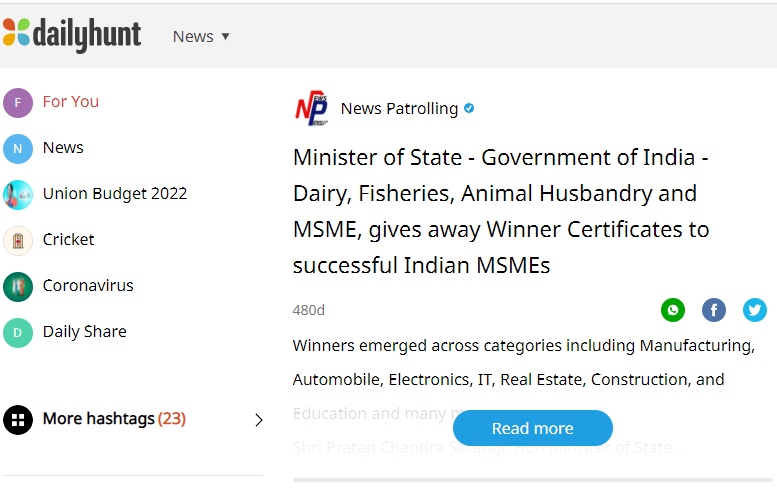 dailyhunt
News ▼
F For You
N News
Union Budget 2022
Cricket
Coronavirus
D Daily Share
More hashtags (23)
NP
News Patrolling
Minister of State - Government of India -
Dairy, Fisheries, Animal Husbandry and
MSME, gives away Winner Certificates to
successful Indian MSMEs
480d
f
Winners emerged across categories including Manufacturing,
Automobile, Electronics, IT, Real Estate, Construction, and
Education and many
Read more
Shri Pratap Chandra Sarangi, Hon Minister of State -